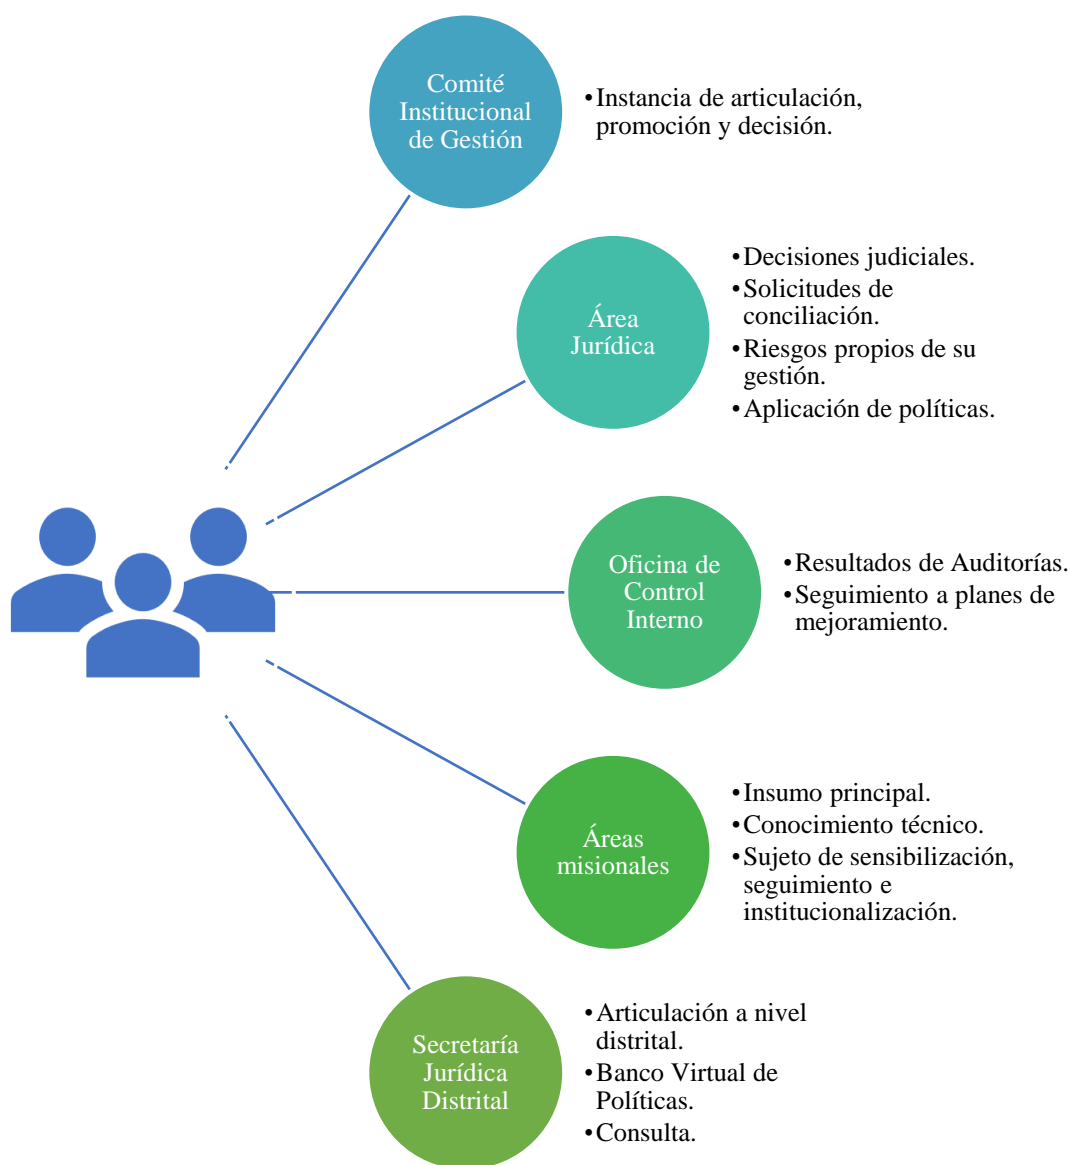 Comité
Institucional
de Gestión
•Instancia de articulación,
promoción y decisión.
Área
Jurídica
•Decisiones judiciales.
•Solicitudes de
conciliación.
•Riesgos propios de su
gestión.
•Aplicación de políticas.
Oficina de
Control
Interno
•Resultados de Auditorías.
•Seguimiento a planes de
mejoramiento.
Áreas
misionales
•Insumo principal.
•Conocimiento técnico.
•Sujeto de sensibilización,
seguimiento e
institucionalización.
Secretaría
Jurídica
Distrital
•Articulación a nivel
distrital.
•Banco Virtual de
Políticas.
•Consulta.